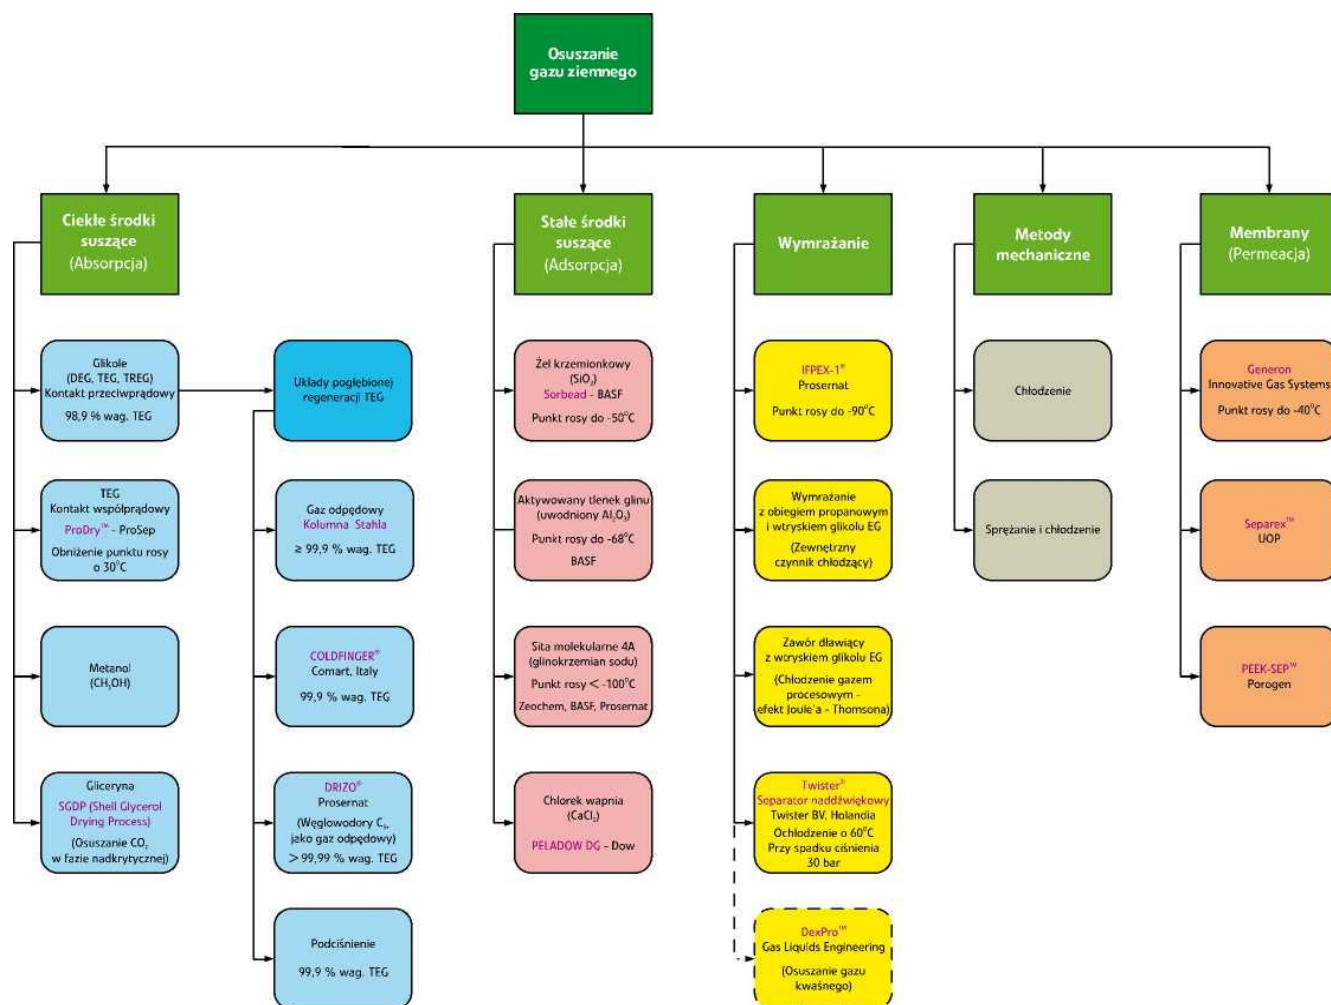 Osuszanie
gazu ziemnego
Ciekłe środki
suszące
(Absorpcja)
Stałe środki
suszące
(Adsorpcja)
Wymrażanie
Metody
mechaniczne
Membrany
(Permeacja)
Glikole
(DEG, TEG, TREG)
Kontakt przeciwprądowy
98,9 % wag. TEG
TEG
Kontakt współprądowy
ProDry™ - ProSep
Obniżenie punktu rosy
o 30°C
Metanol
(CH₃OH)
Gliceryna
SGDP (Shell Glycerol
Drying Process)
(Osuszanie CO₂
w fazie nadkrytycznej)
Układy pogłębionej
regeneracji TEG
Gaz odpędowy
Kolumna Stahla
≥ 99,9 % wag. TEG
COLDFINGER®
Comart, Italy
99,9 % wag. TEG
DRIZO®
Prosernat
(Węglowodory C₅,
jako gaz odpędowy)
> 99,99 % wag. TEG
Podciśnienie
99,9 % wag. TEG
Żel krzemionkowy
(SiO₂)
Sorbead - BASF
Punkt rosy do -50°C
Aktywowany tlenek glinu
(uwodniony Al₂O₃)
Punkt rosy do -68°C
BASF
Sita molekularne 4A
(glinokrzemian sodu)
Punkt rosy < -100°C
Zeochem, BASF, Prosernat
Chlorek wapnia
(CaCl₂)
PELADOW DG - Dow
IFPEX-1®
Prosernat
Punkt rosy do -90°C
Wymrażanie
z obiegiem propanowym
i wtryskiem glikolu EG
(Zewnętrzny
czynnik chłodzący)
Zawór dławiący
z wtryskiem glikolu EG
(Chłodzenie gazem
procesowym -
efekt Joule'a - Thomsona)
Twister®
Separator naddźwiękowy
Twister BV, Holandia
Ochłodzenie o 60°C
Przy spadku ciśnienia
30 bar
DexPro™
Gas Liquids Engineering
(Osuszanie gazu
kwaśnego)
Chłodzenie
Sprężanie i chłodzenie
Generon
Innovative Gas Systems
Punkt rosy do -40°C
Separex™
UOP
PEEK-SEP™
Porogen